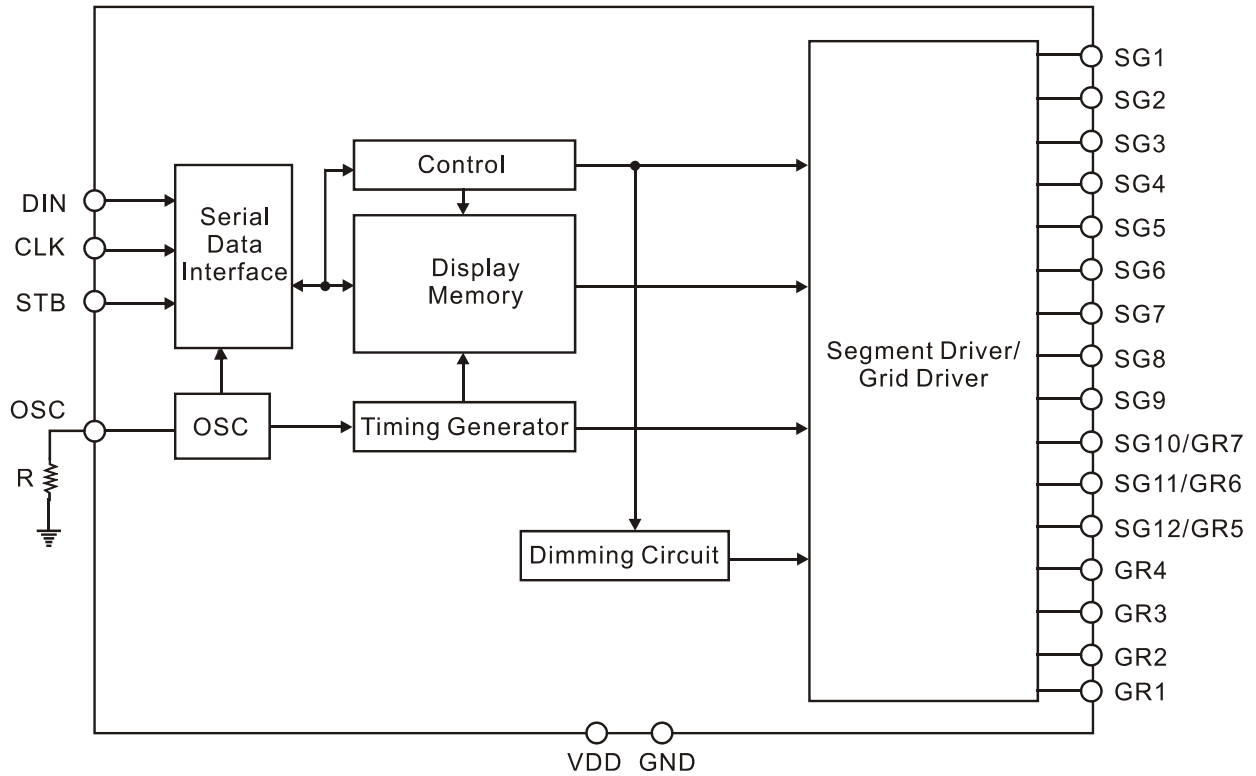 DIN
CLK
STB
OSC
R
Serial
Data
Interface
OSC
Control
Display
Memory
Timing Generator
Dimming Circuit
Segment Driver/
Grid Driver
SG1
SG2
SG3
SG4
SG5
SG6
SG7
SG8
SG9
SG10/GR7
SG11/GR6
SG12/GR5
GR4
GR3
GR2
GR1
VDD
GND